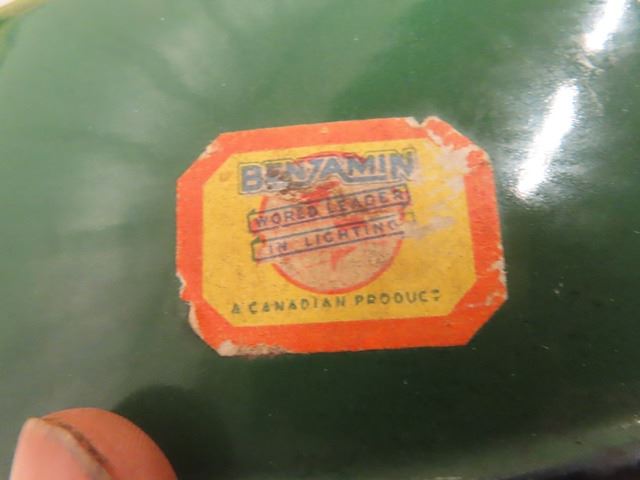 BENJAMIN
WORLD LEADER
IN LIGHTING
A CANADIAN PRODUCT